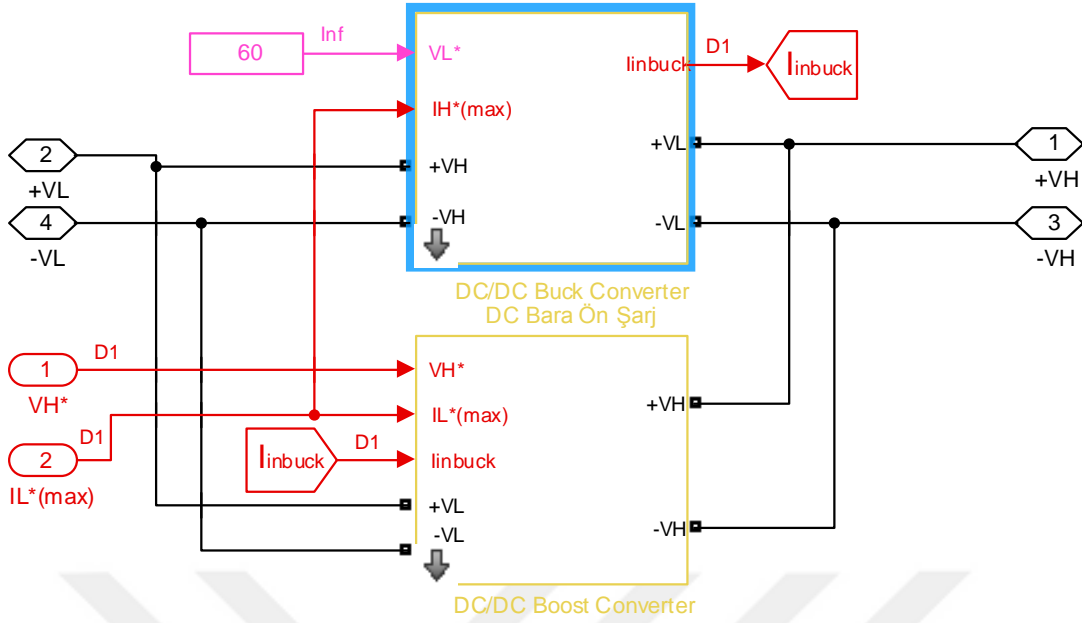 Inf
60
VL*
D1
Iinbuck
Iinbuck
IH*(max)
2
+VL
+VH
+VL
1
+VH
4
-VL
-VH
-VL
3
-VH
DC/DC Buck Converter
DC Bara Ön Şarj
1
VH*
D1
VH*
+VH
2
IL*(max)
D1
IL*(max)
Iinbuck
D1
Iinbuck
+VL
-VL
-VH
DC/DC Boost Converter